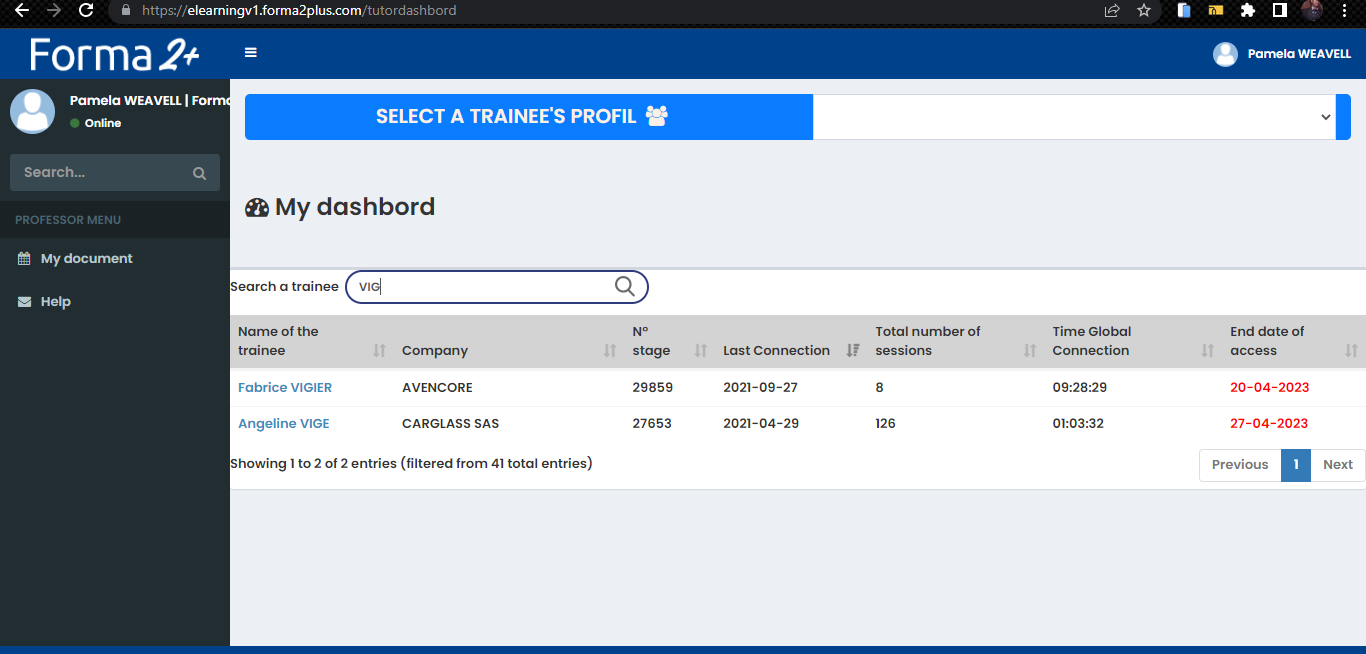 https://elearningv1.forma2plus.com/tutordashbord
Forma 2+
Pamela WEAVELL
Pamela WEAVELL | Forma
Online
Search...
PROFESSOR MENU
My document
Help
SELECT A TRAINEE'S PROFIL
My dashbord
Search a trainee VIG
Name of the trainee Company N° stage Last Connection Total number of sessions Time Global Connection End date of access
Fabrice VIGIER AVENCORE 29859 2021-09-27 8 09:28:29 20-04-2023
Angeline VIGE CARGLASS SAS 27653 2021-04-29 126 01:03:32 27-04-2023
Showing 1 to 2 of 2 entries (filtered from 41 total entries)
Previous 1 Next